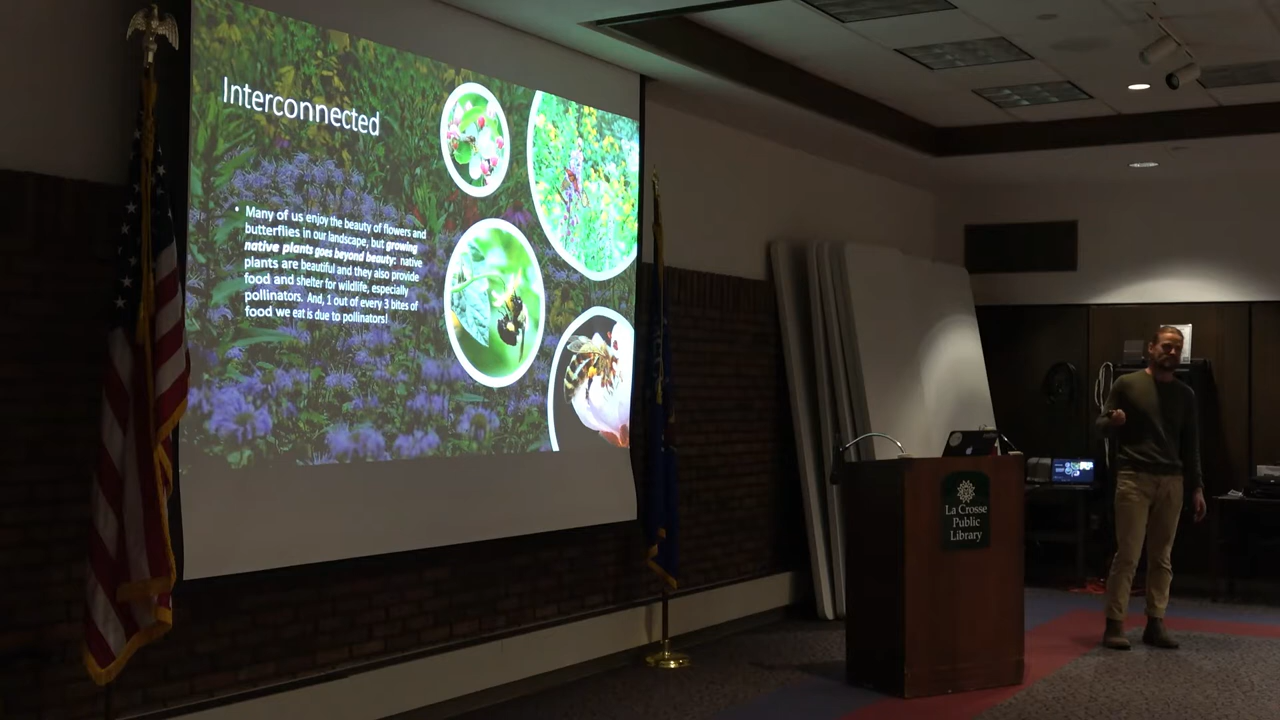 Interconnected
• Many of us enjoy the beauty of flowers and
butterflies in our landscape, but growing
native plants goes beyond beauty: native
plants are beautiful and they also provide
food and shelter for wildlife, especially
pollinators. And, 1 out of every 3 bites of
food we eat is due to pollinators!
La Crosse
Public
Library